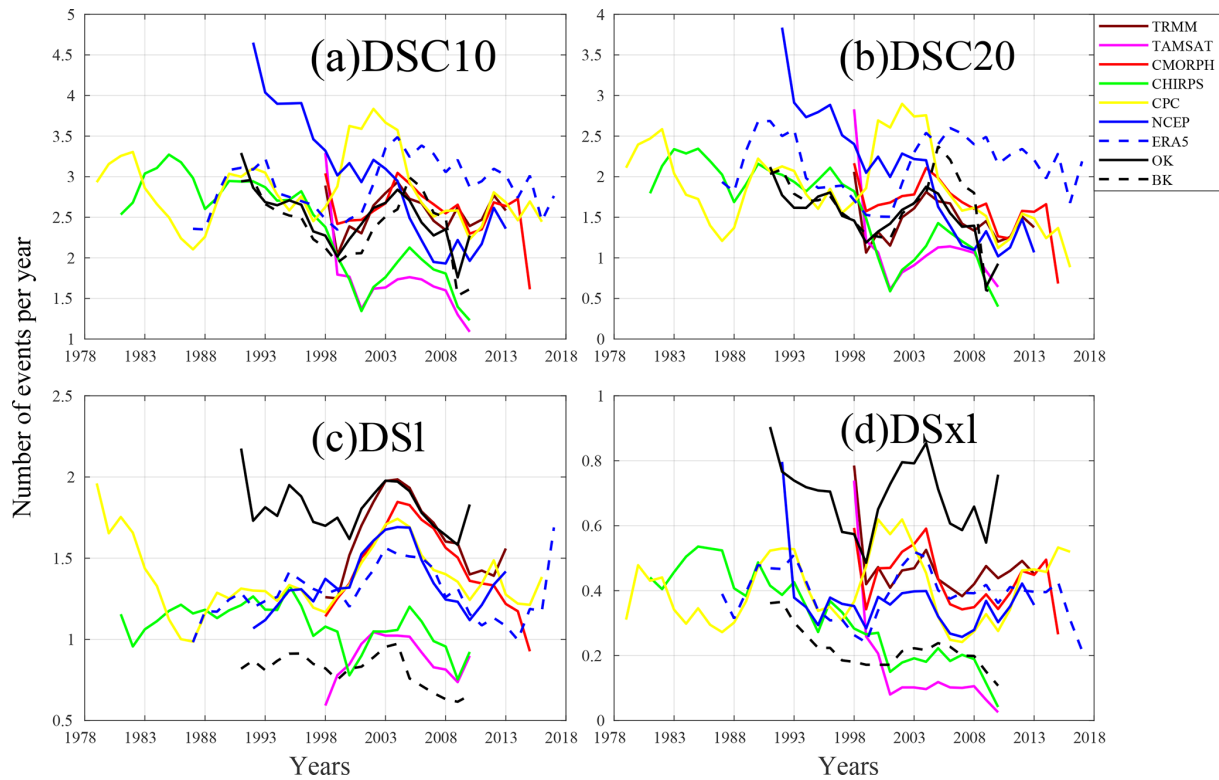 (a)DSC10
5
4.5
4
3.5
3
2.5
2
1.5
1
1978 1983 1988 1993 1998 2003 2008 2013 2018
(b)DSC20
4
3.5
3
2.5
2
1.5
1
0.5
0
1978 1983 1988 1993 1998 2003 2008 2013 2018
TRMM
TAMSAT
CMORPH
CHIRPS
CPC
NCEP
ERA5
OK
BK
Number of events per year
(c)DSl
2.5
2
1.5
1
0.5
1978 1983 1988 1993 1998 2003 2008 2013 2018
Years
(d)DSxl
1
0.8
0.6
0.4
0.2
0
1978 1983 1988 1993 1998 2003 2008 2013 2018
Years